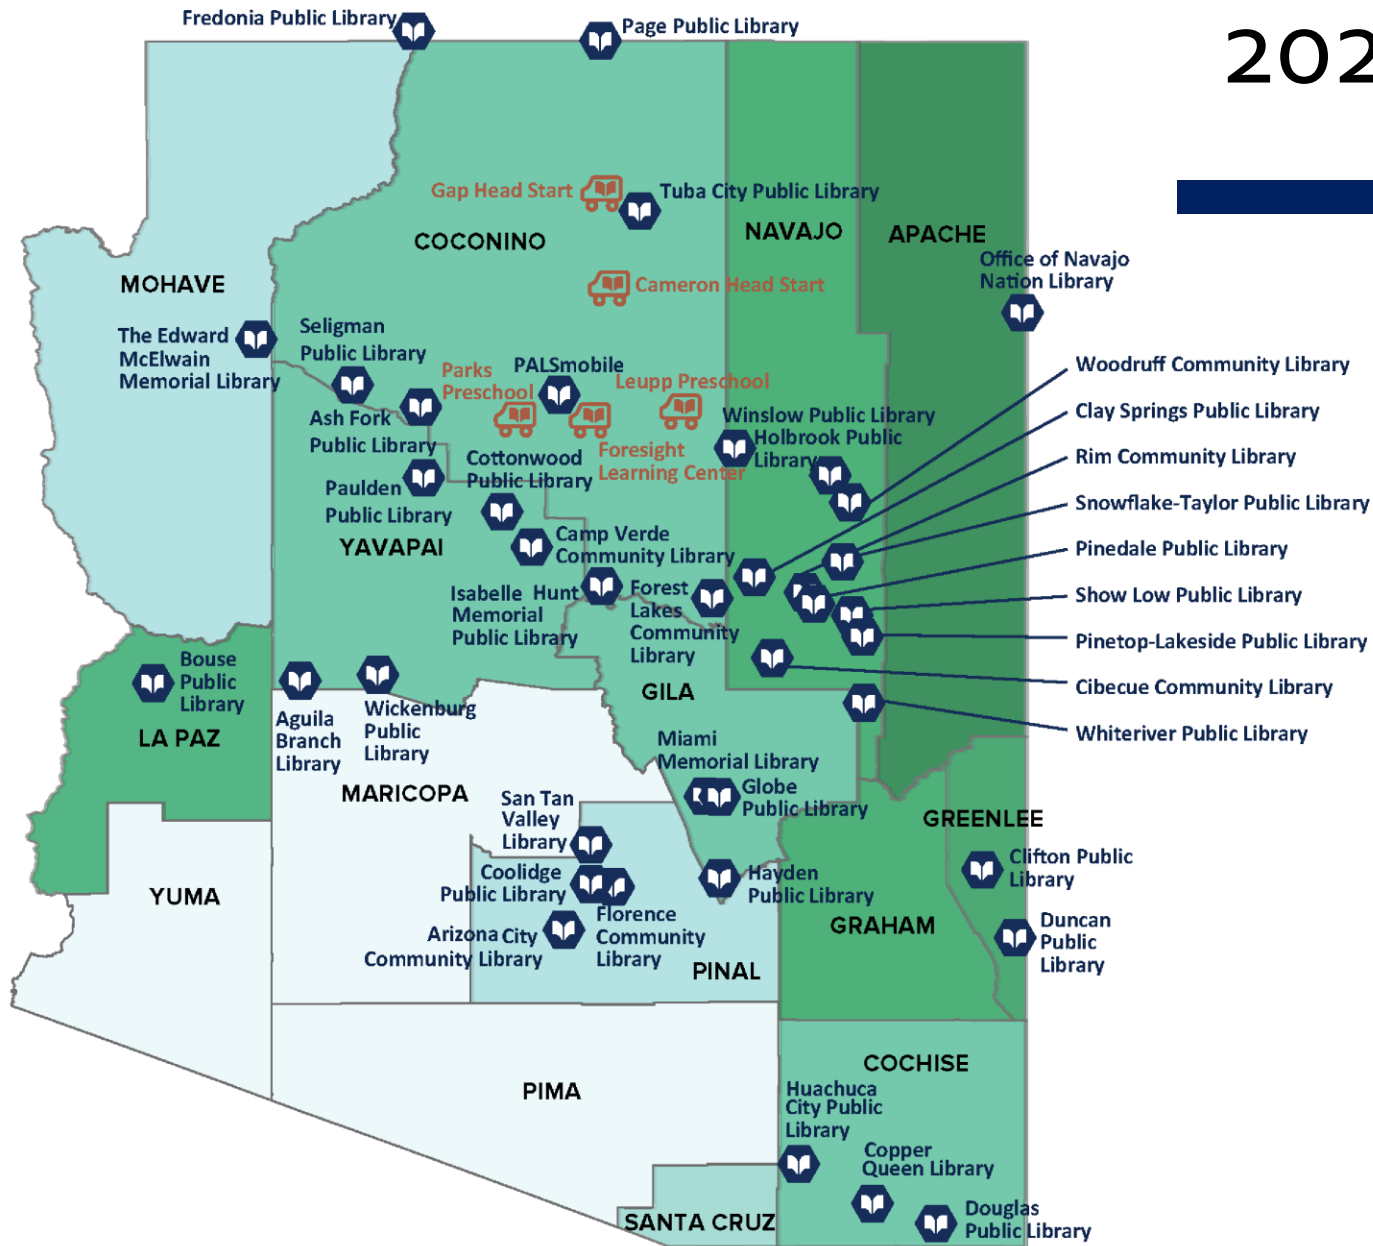 Fredonia Public Library
Page Public Library
202
Gap Head Start
Tuba City Public Library
COCONINO
NAVAJO
APACHE
Office of Navajo
Nation Library
MOHAVE
Cameron Head Start
The Edward
McElwain
Memorial Library
Seligman
Public Library
Parks
Preschool
PALSmobile
Leupp Preschool
Ash Fork
Public Library
Winslow Public Library
Holbrook Public
Library
Foresight
Learning Center
Cottonwood
Public Library
Paulden
Public Library
YAVAPAI
Camp Verde
Community Library
Isabelle Hunt
Memorial
Public Library
Forest
Lakes
Community
Library
Woodruff Community Library
Clay Springs Public Library
Rim Community Library
Snowflake-Taylor Public Library
Pinedale Public Library
Show Low Public Library
Pinetop-Lakeside Public Library
Cibecue Community Library
Whiteriver Public Library
Bouse
Public
Library
LA PAZ
Aguila
Branch
Library
Wickenburg
Public
Library
GILA
Miami
Memorial Library
Globe
Public Library
MARICOPA
San Tan
Valley
Library
GREENLEE
Clifton Public
Library
YUMA
Coolidge
Public Library
Hayden
Public Library
GRAHAM
Duncan
Public
Library
Arizona City
Community Library
Florence
Community
Library
PINAL
PIMA
COCHISE
Huachuca
City Public
Library
Copper
Queen Library
Douglas
Public Library
SANTA CRUZ